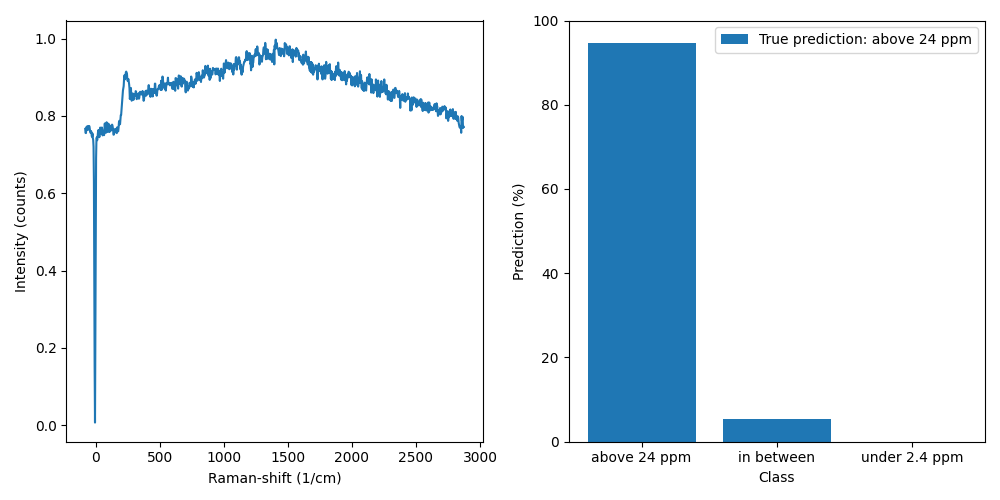 1.0
0.8
0.6
0.4
0.2
0.0
Intensity (counts)
0 500 1000 1500 2000 2500 3000
Raman-shift (1/cm)
100
80
60
40
20
0
Prediction (%)
True prediction: above 24 ppm
above 24 ppm in between under 2.4 ppm
Class